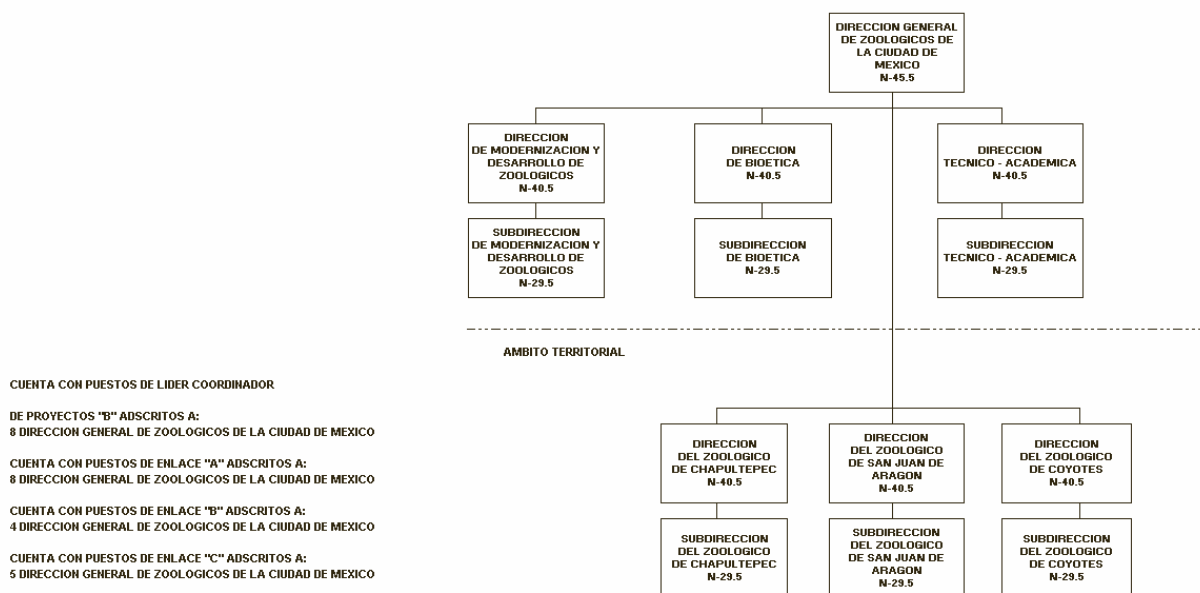 DIRECCION GENERAL
DE ZOOLOGICOS DE
LA CIUDAD DE
MEXICO
N-45.5
DIRECCION
DE MODERNIZACION Y
DESARROLLO DE
ZOOLOGICOS
N-40.5
DIRECCION
DE BIOETICA
N-40.5
DIRECCION
TECNICO - ACADEMICA
N-40.5
SUBDIRECCION
DE MODERNIZACION Y
DESARROLLO DE
ZOOLOGICOS
N-29.5
SUBDIRECCION
DE BIOETICA
N-29.5
SUBDIRECCION
TECNICO - ACADEMICA
N-29.5
AMBITO TERRITORIAL
CUENTA CON PUESTOS DE LIDER COORDINADOR
DE PROYECTOS "B" ADSCRITOS A:
8 DIRECCION GENERAL DE ZOOLOGICOS DE LA CIUDAD DE MEXICO
CUENTA CON PUESTOS DE ENLACE "A" ADSCRITOS A:
8 DIRECCION GENERAL DE ZOOLOGICOS DE LA CIUDAD DE MEXICO
CUENTA CON PUESTOS DE ENLACE "B" ADSCRITOS A:
4 DIRECCION GENERAL DE ZOOLOGICOS DE LA CIUDAD DE MEXICO
CUENTA CON PUESTOS DE ENLACE "C" ADSCRITOS A:
5 DIRECCION GENERAL DE ZOOLOGICOS DE LA CIUDAD DE MEXICO
DIRECCION
DEL ZOOLOGICO
DE CHAPULTEPEC
N-40.5
DIRECCION
DEL ZOOLOGICO
DE SAN JUAN DE
ARAGON
N-40.5
DIRECCION
DEL ZOOLOGICO
DE COYOTES
N-40.5
SUBDIRECCION
DEL ZOOLOGICO
DE CHAPULTEPEC
N-29.5
SUBDIRECCION
DEL ZOOLOGICO
DE SAN JUAN DE
ARAGON
N-29.5
SUBDIRECCION
DEL ZOOLOGICO
DE COYOTES
N-29.5